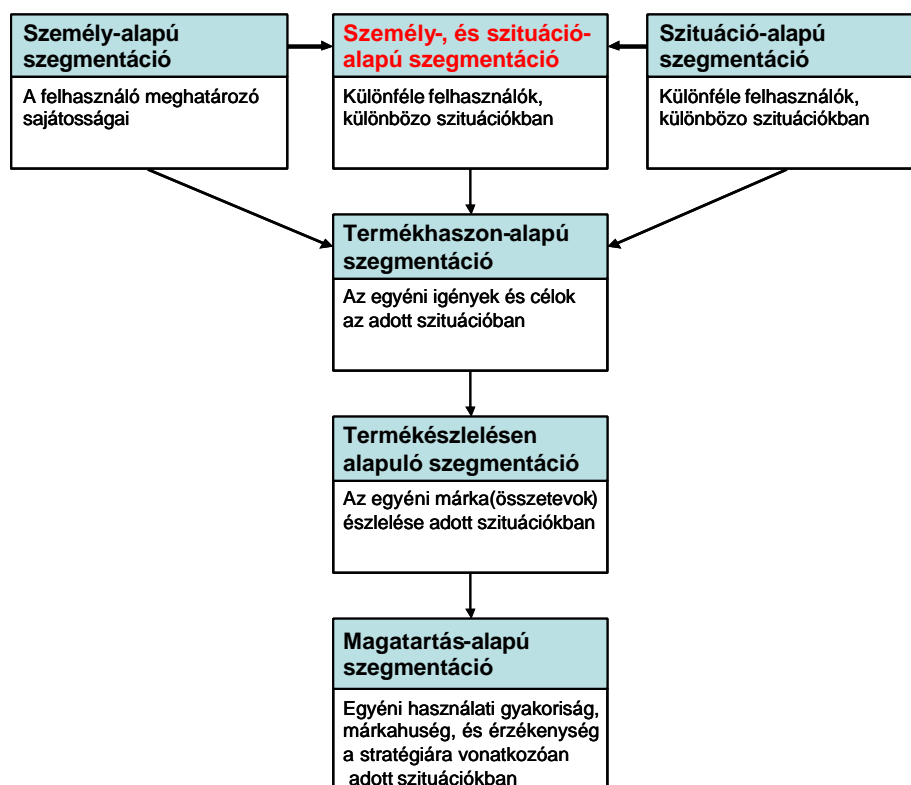 Személy-alapú
szegmentáció
A felhasználó meghatározó
sajátosságai
Személy-, és szituáció-
alapú szegmentáció
Különféle felhasználók,
különbözo szituációkban
Szituáció-alapú
szegmentáció
Különféle felhasználók,
különbözo szituációkban
Termékhaszon-alapú
szegmentáció
Az egyéni igények és célok
az adott szituációban
Termékészlelésen
alapuló szegmentáció
Az egyéni márka(összetevok)
észlelése adott szituációkban
Magatartás-alapú
szegmentáció
Egyéni használati gyakoriság,
márkahuség, és érzékenység
a stratégiára vonatkozóan
adott szituációkban